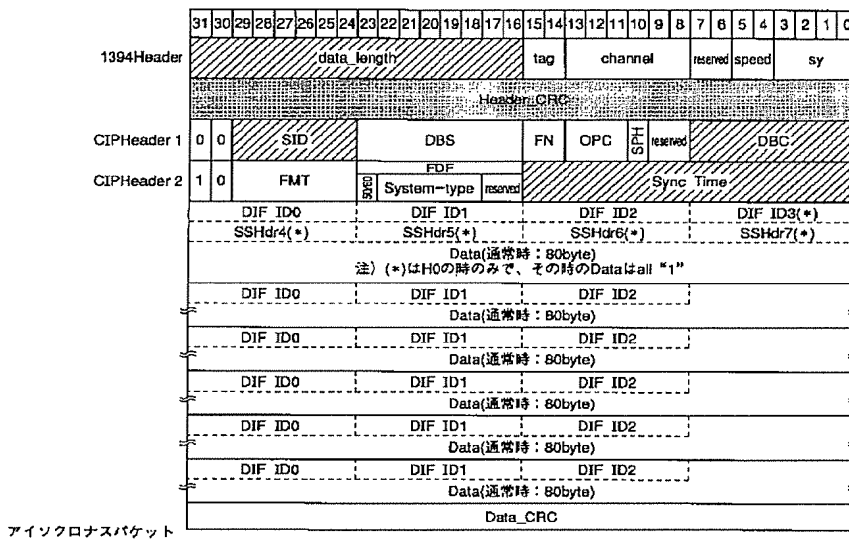 31 30 29 28 27 26 25 24 23 22 21 20 19 18 17 16 15 14 13 12 11 10 9 8 7 6 5 4 3 2 1 0
1394Header data_length tag channel reserved speed sy
Header_CRC
CIPHeader 1 0 0 SID DBS FN OPC SPH reserved DBC
FDF
CIPHeader 2 1 0 FMT 50/60 System-type reserved Sync Time
DIF ID0 DIF ID1 DIF ID2 DIF ID3(*)
SSHdr4(*) SSHdr5(*) SSHdr6(*) SSHdr7(*)
Data(通常時：80byte)
注) (*)はH0の時のみで、その時のDataはall “1”
DIF ID0 DIF ID1 DIF ID2
Data(通常時：80byte)
DIF ID0 DIF ID1 DIF ID2
Data(通常時：80byte)
DIF ID0 DIF ID1 DIF ID2
Data(通常時：80byte)
DIF ID0 DIF ID1 DIF ID2
Data(通常時：80byte)
DIF ID0 DIF ID1 DIF ID2
Data(通常時：80byte)
Data_CRC
アイソクロナスパケット